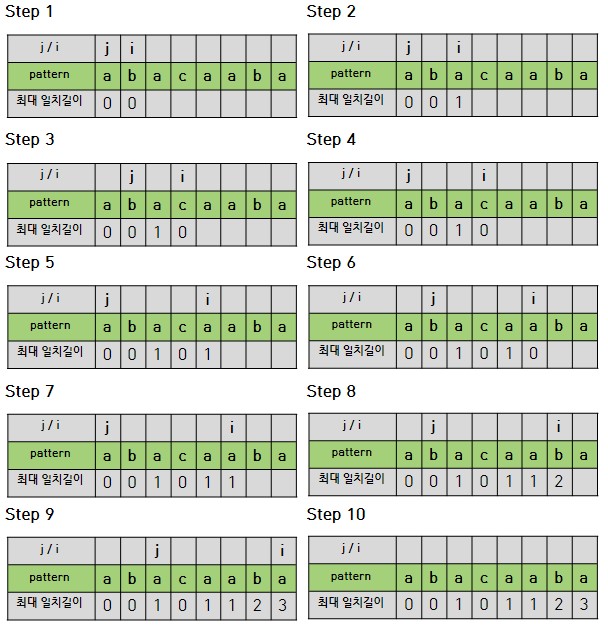 Step 1
j / i j i
pattern a b a c a a b a
최대 일치길이 0 0
Step 2
j / i j i
pattern a b a c a a b a
최대 일치길이 0 0 1
Step 3
j / i j i
pattern a b a c a a b a
최대 일치길이 0 0 1 0
Step 4
j / i j i
pattern a b a c a a b a
최대 일치길이 0 0 1 0
Step 5
j / i j i
pattern a b a c a a b a
최대 일치길이 0 0 1 0 1
Step 6
j / i j i
pattern a b a c a a b a
최대 일치길이 0 0 1 0 1 0
Step 7
j / i j i
pattern a b a c a a b a
최대 일치길이 0 0 1 0 1 1
Step 8
j / i j i
pattern a b a c a a b a
최대 일치길이 0 0 1 0 1 1 2
Step 9
j / i j i
pattern a b a c a a b a
최대 일치길이 0 0 1 0 1 1 2 3
Step 10
j / i
pattern a b a c a a b a
최대 일치길이 0 0 1 0 1 1 2 3